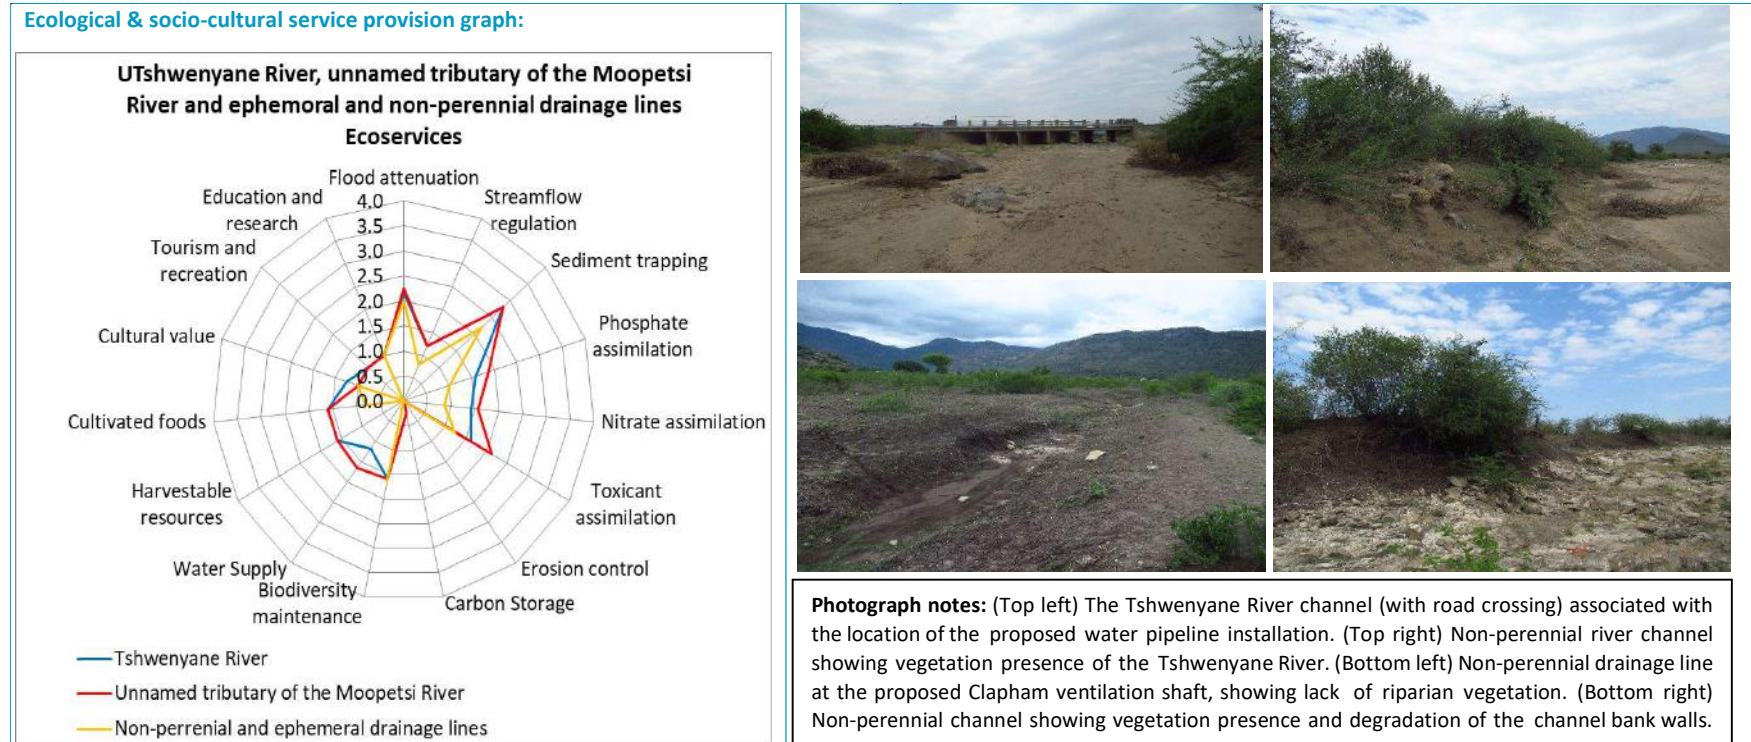 Ecological & socio-cultural service provision graph:
UTshwenyane River, unnamed tributary of the Moopetsi
River and ephemoral and non-perennial drainage lines
Ecoservices
Flood attenuation
Streamflow
regulation
Sediment trapping
Phosphate
assimilation
Nitrate assimilation
Toxicant
assimilation
Erosion control
Carbon Storage
Biodiversity
maintenance
Water Supply
Harvestable
resources
Cultivated foods
Cultural value
Tourism and
recreation
Education and
research
4.0
3.5
3.0
2.5
2.0
1.5
1.0
0.5
0.0
Tshwenyane River
Unnamed tributary of the Moopetsi River
Non-perrenial and ephemeral drainage lines
Photograph notes: (Top left) The Tshwenyane River channel (with road crossing) associated with
the location of the proposed water pipeline installation. (Top right) Non-perennial river channel
showing vegetation presence of the Tshwenyane River. (Bottom left) Non-perennial drainage line
at the proposed Clapham ventilation shaft, showing lack of riparian vegetation. (Bottom right)
Non-perennial channel showing vegetation presence and degradation of the channel bank walls.